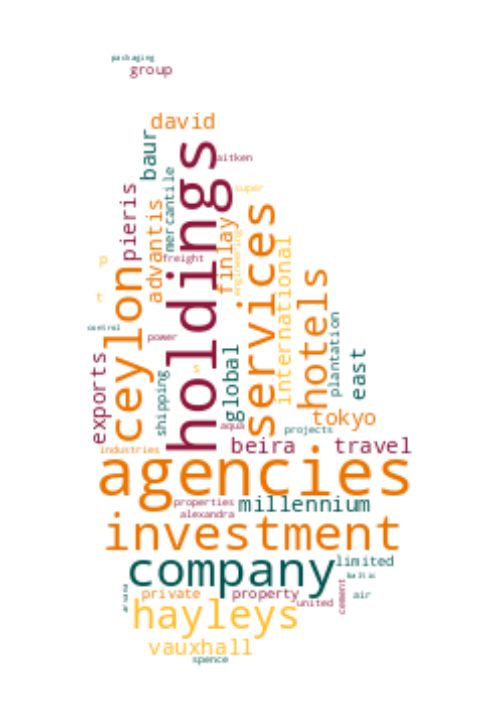 packaging
group
david
baur
aitken
holdings
mercantile
super
pieris
advantis
finlay
services
engineering
international
freight
p
ceylon
hotels
t
control
power
plantation
exports
shipping
s
global
east
tokyo
aqua
projects
industries
beira
travel
agencies
properties
millennium
alexandra
investment
company
limited
baltic
private
property
united
cement
air
hayleys
vauxhall
spence